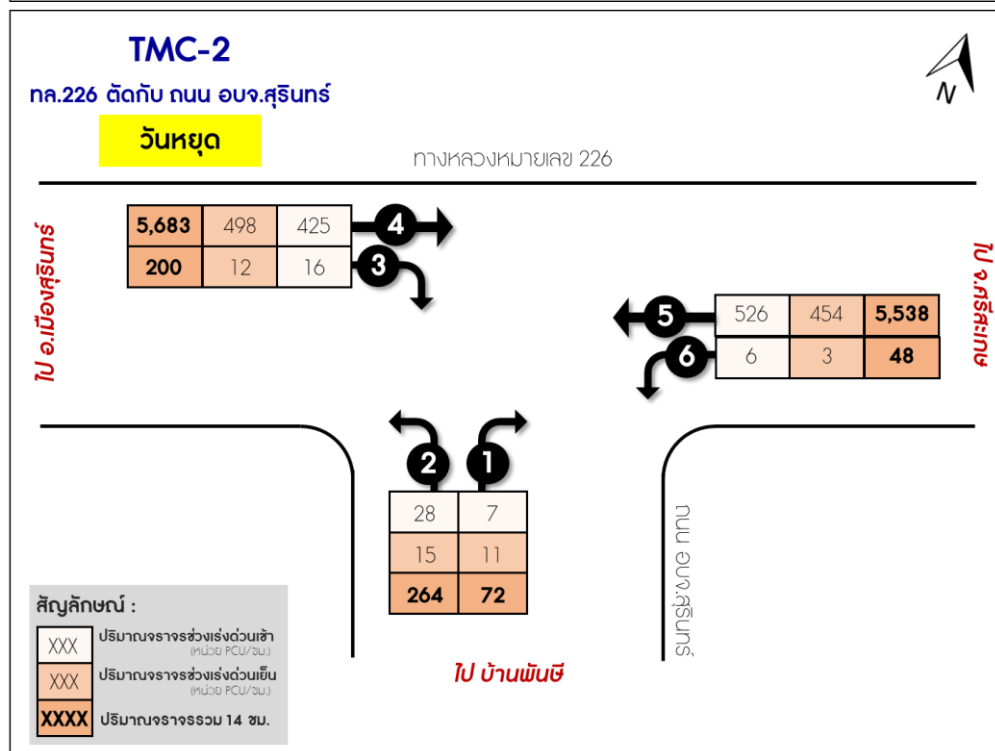 TMC-2
ทล.226 ตัดกับ ถนน อบจ.สุรินทร์
วันหยุด
N
ทางหลวงหมายเลข 226
ไป อ.เมืองสุรินทร์
5,683 498 425 4
200 12 16 3
ไป จ.ศรีสะเกษ
5 526 454 5,538
6 6 3 48
2 1
28 7
15 11
264 72
ถนน อบจ.สุรินทร์
ไป บ้านพันษี
สัญลักษณ์ :
XXX ปริมาณจราจรช่วงเร่งด่วนเช้า
(หน่วย PCU/ชม.)
XXX ปริมาณจราจรช่วงเร่งด่วนเย็น
(หน่วย PCU/ชม.)
XXXX ปริมาณจราจรรวม 14 ชม.